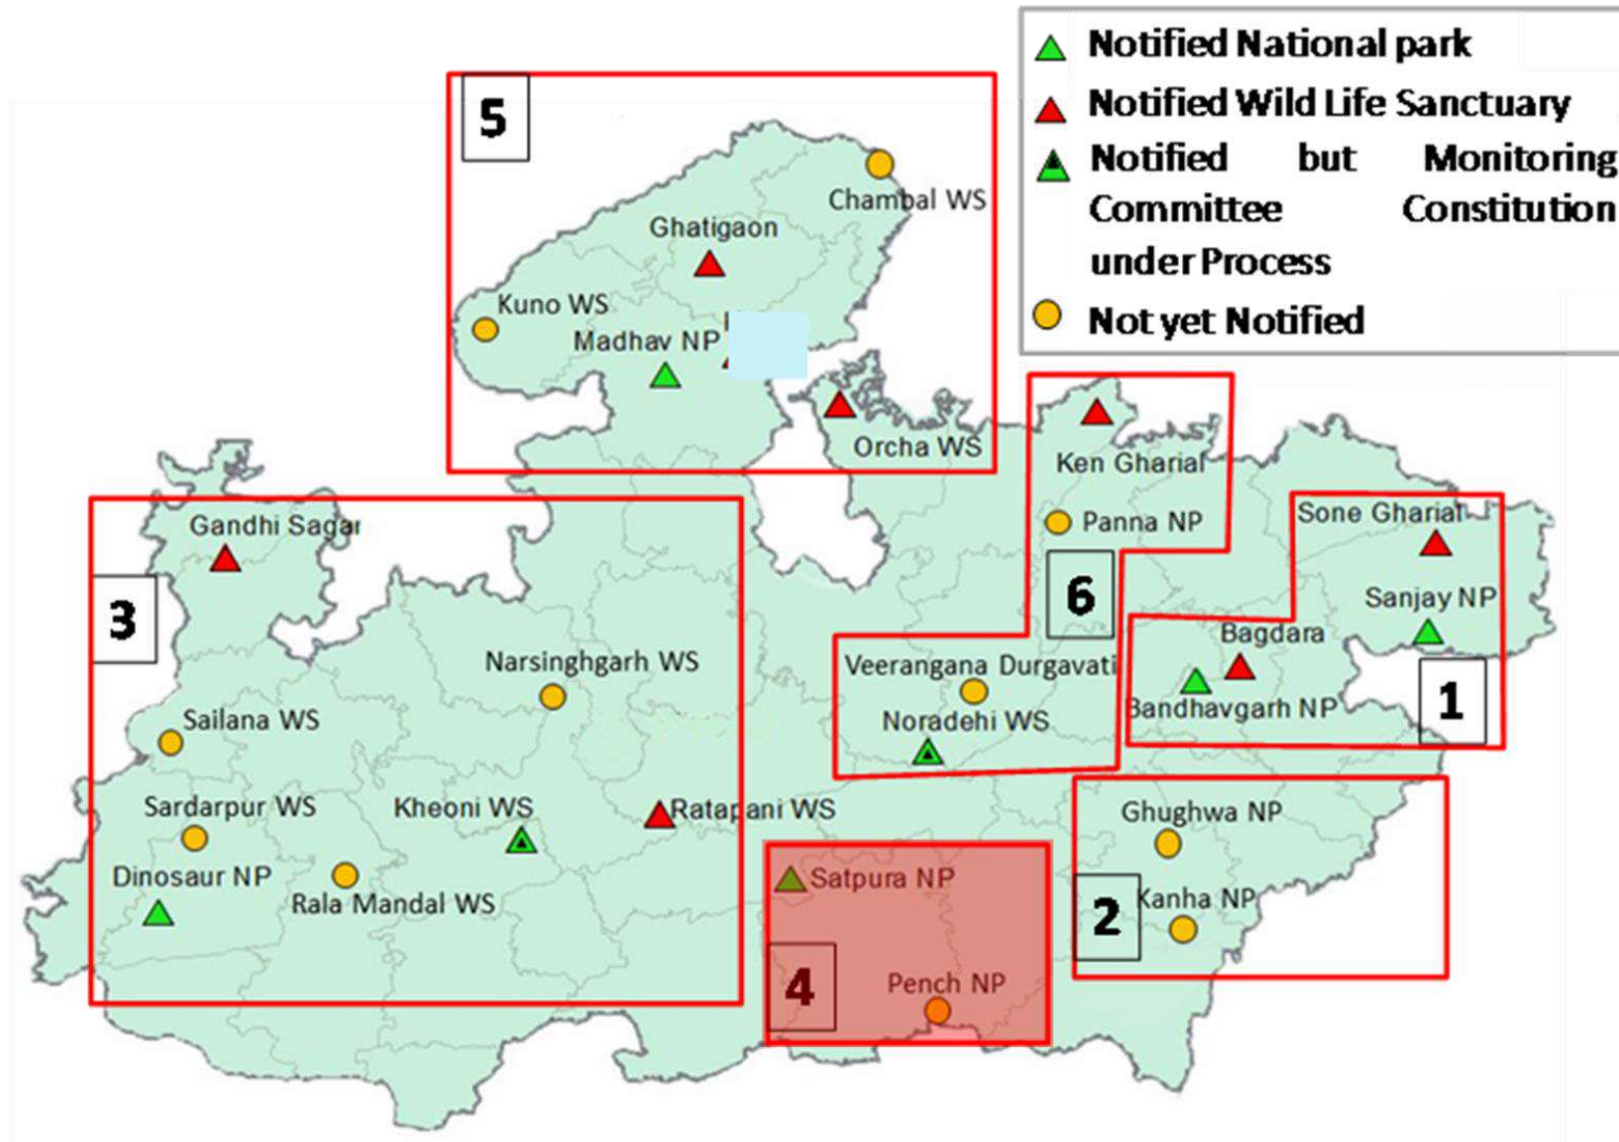 Notified National park
Notified Wild Life Sanctuary
Notified but Monitoring
Committee Constitution
under Process
Not yet Notified
5
Chambal WS
Ghatigaon
Kuno WS
Madhav NP
Orcha WS
Ken Gharial
Panna NP
6
Veerangana Durgavati
Noradehi WS
Sone Gharial
Sanjay NP
Bagdara
Bandhavgarh NP
1
Gandhi Sagar
3
Narsinghgarh WS
Sailana WS
Sardarpur WS
Kheoni WS
Ratapani WS
Dinosaur NP
Rala Mandal WS
Satpura NP
4
Pench NP
Ghughwa NP
2
Kanha NP